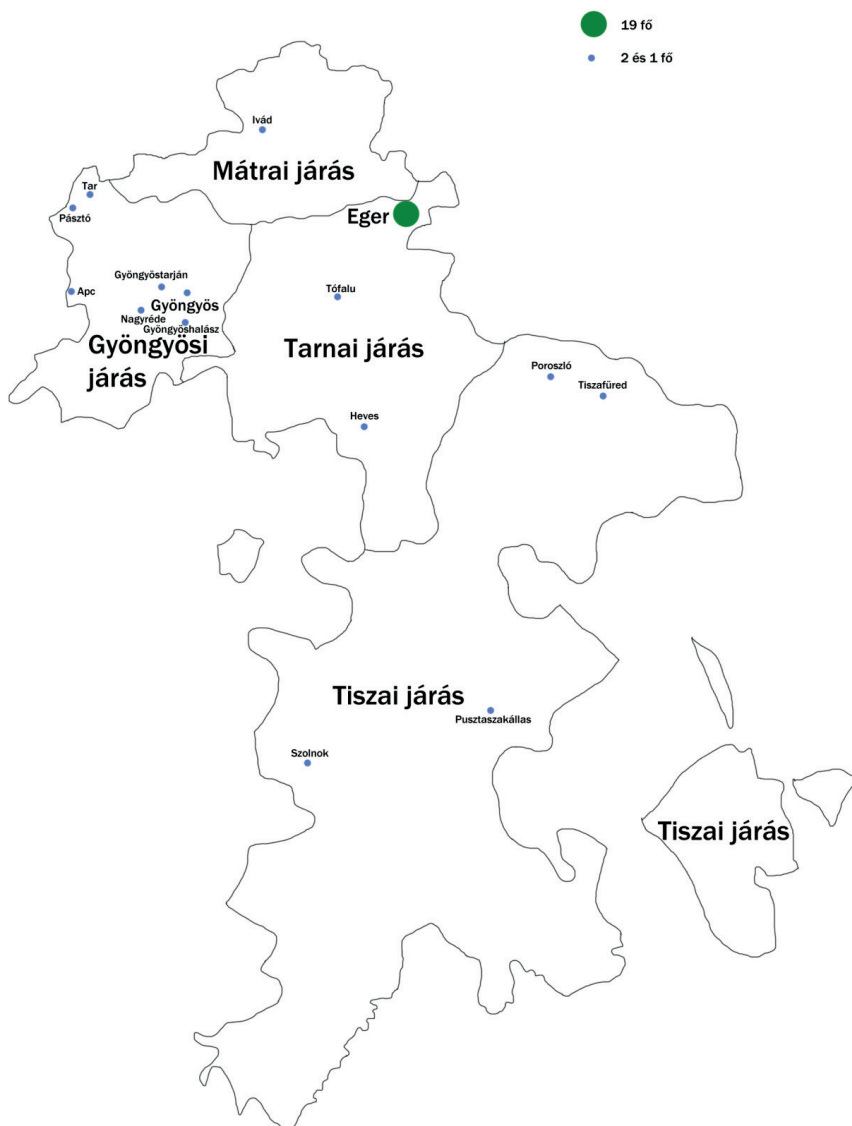 19 fő
2 és 1 fő
Ivád
Mátrai járás
Tar
Pásztó
Eger
Gyöngyöstarján
Apc
Gyöngyös
Nagyréde
Gyöngyöshalász
Gyöngyösi
járás
Tófalu
Tarnai járás
Poroszló
Tiszafüred
Heves
Tiszai járás
Pusztaszakállas
Szolnok
Tiszai járás